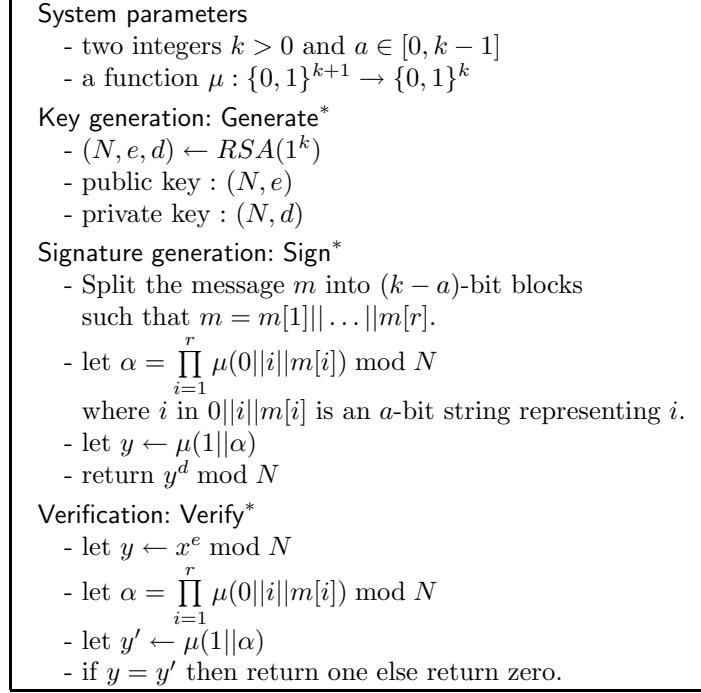 System parameters
- two integers k > 0 and a ∈ [0, k − 1]
- a function μ : {0, 1}^{k+1} → {0, 1}^k
Key generation: Generate*
- (N, e, d) ← RSA(1^k)
- public key : (N, e)
- private key : (N, d)
Signature generation: Sign*
- Split the message m into (k − a)-bit blocks
such that m = m[1]|| . . . ||m[r].
- let α = ∏_{i=1}^{r} μ(0||i||m[i]) mod N
where i in 0||i||m[i] is an a-bit string representing i.
- let y ← μ(1||α)
- return y^d mod N
Verification: Verify*
- let y ← x^e mod N
- let α = ∏_{i=1}^{r} μ(0||i||m[i]) mod N
- let y′ ← μ(1||α)
- if y = y′ then return one else return zero.